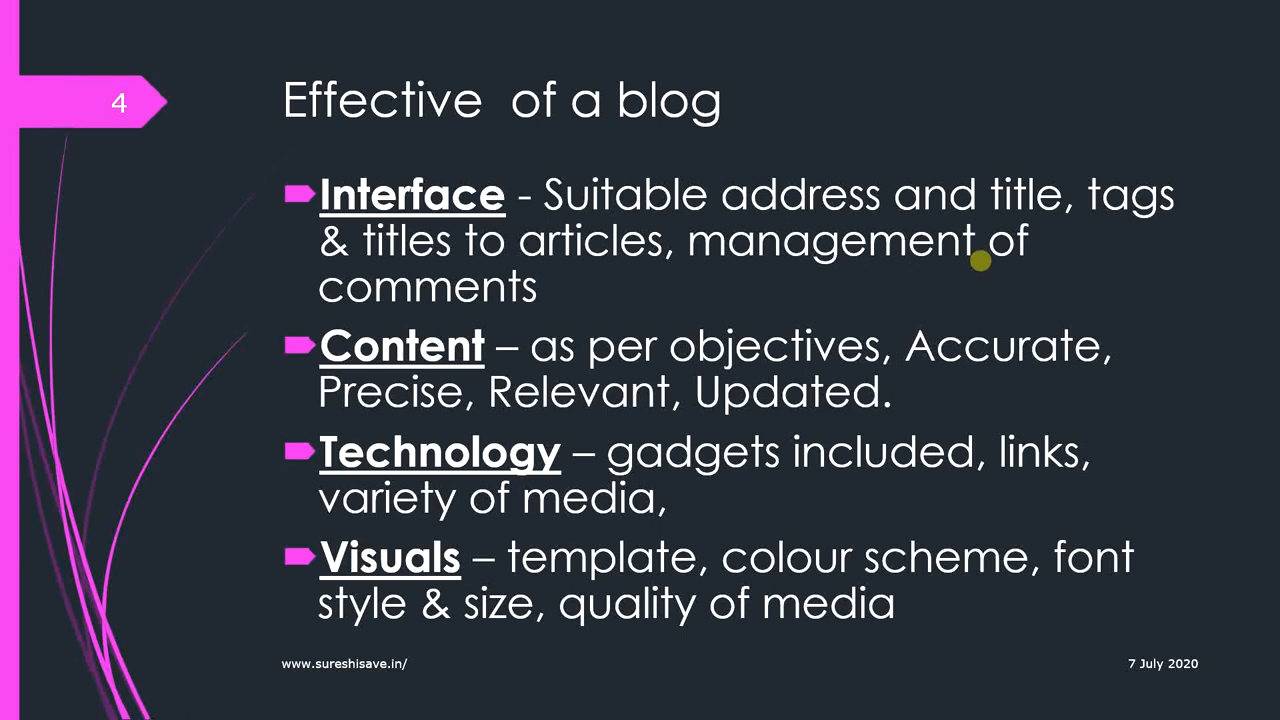 4
Effective  of a blog
Interface - Suitable address and title, tags
& titles to articles, management of
comments
Content – as per objectives, Accurate,
Precise, Relevant, Updated.
Technology – gadgets included, links,
variety of media,
Visuals – template, colour scheme, font
style & size, quality of media
www.sureshisave.in/
7 July 2020